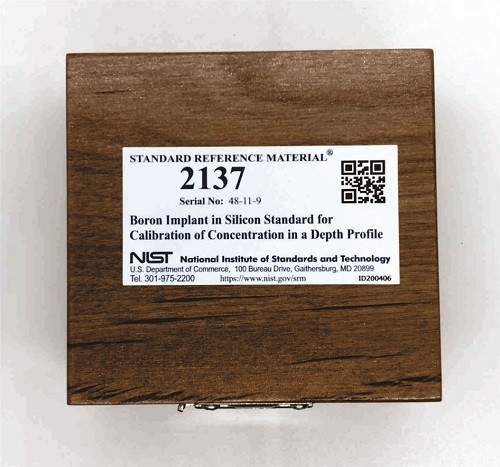 STANDARD REFERENCE MATERIAL®
2137
Serial No: 48-11-9
Boron Implant in Silicon Standard for
Calibration of Concentration in a Depth Profile
NIST National Institute of Standards and Technology
U.S. Department of Commerce, 100 Bureau Drive, Gaithersburg, MD 20899
Tel. 301-975-2200 https://www.nist.gov/srm ID200406